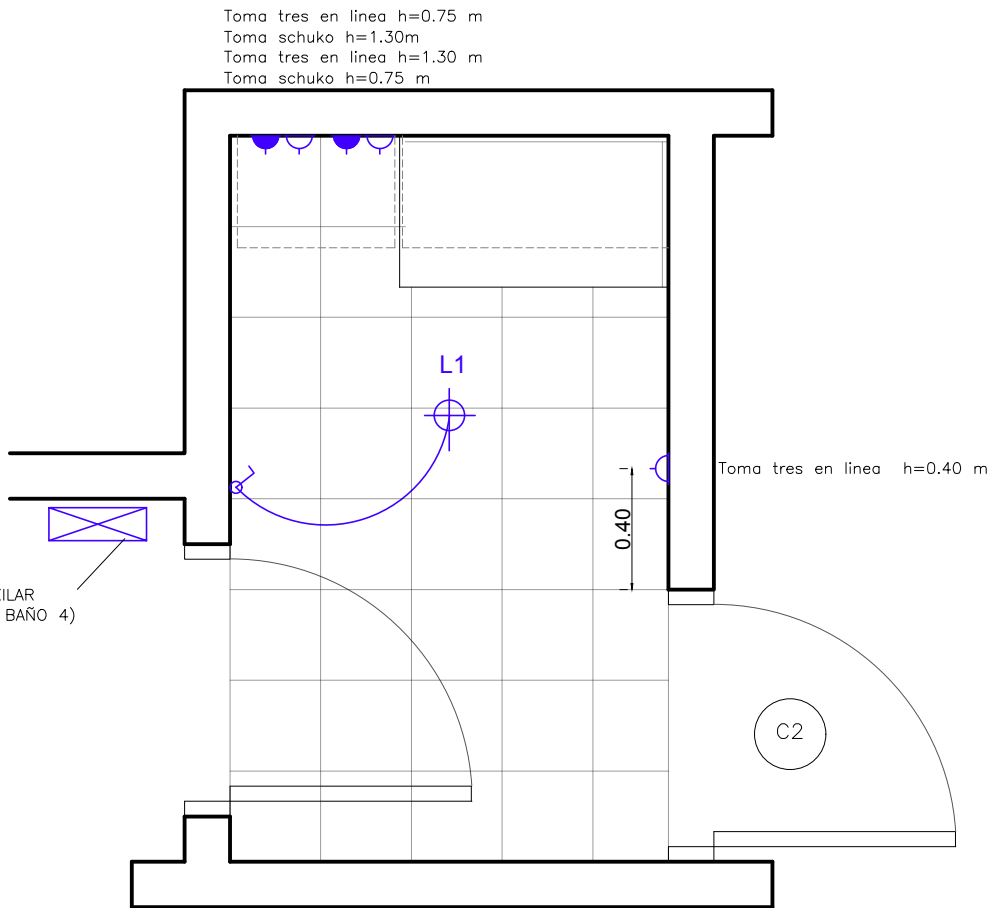 Toma tres en linea h=0.75 m
Toma schuko h=1.30m
Toma tres en linea h=1.30 m
Toma schuko h=0.75 m
L1
Toma tres en linea h=0.40 m
0.40
BAÑO 4)
C2